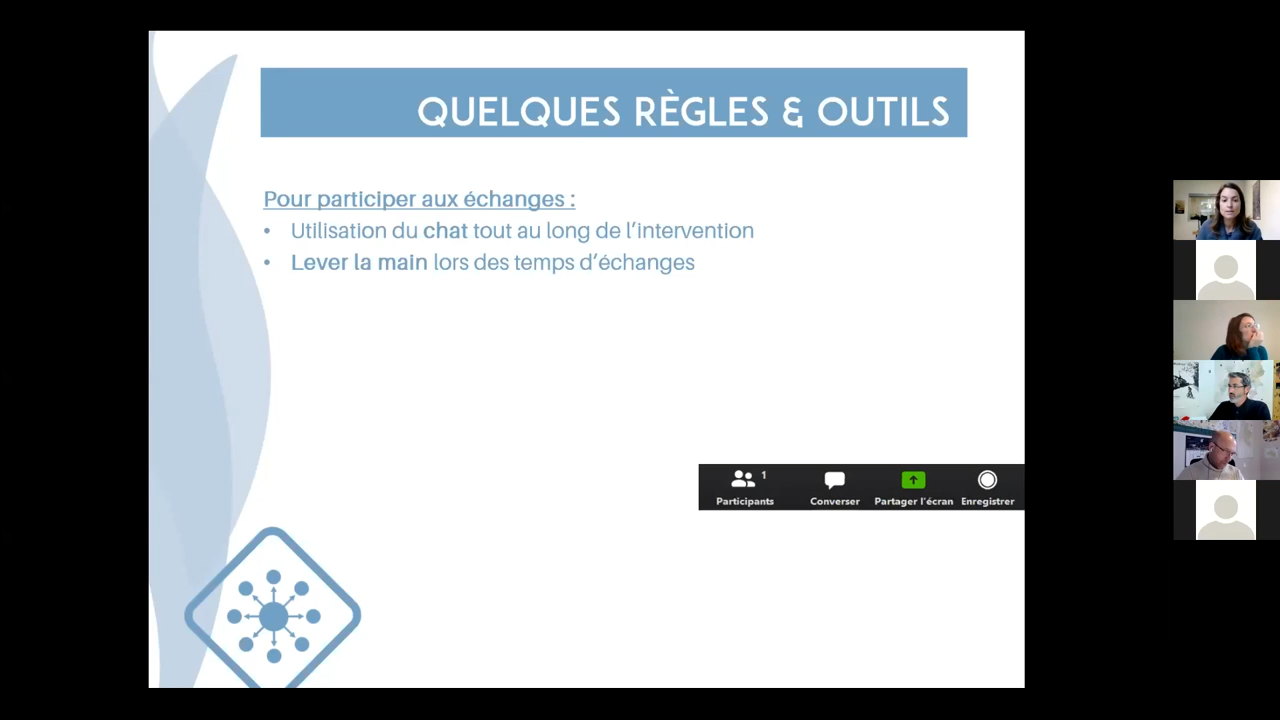 QUELQUES RÈGLES & OUTILS
Pour participer aux échanges :
• Utilisation du chat tout au long de l’intervention
• Lever la main lors des temps d’échanges
1
Participants Converser Partager l'écran Enregistrer